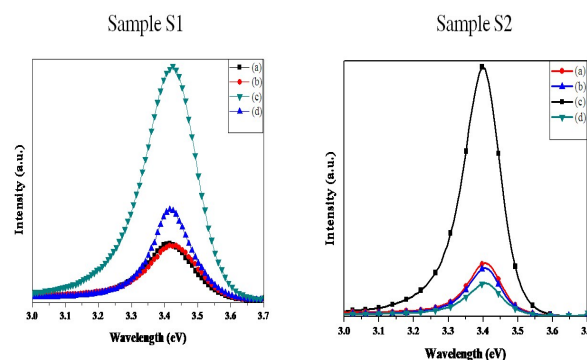 Sample S1
Intensity (a.u.)
(a)
(b)
(c)
(d)
3.0 3.1 3.2 3.3 3.4 3.5 3.6 3.7
Wavelength (eV)
Sample S2
Intensity (a.u.)
(a)
(b)
(c)
(d)
3.0 3.1 3.2 3.3 3.4 3.5 3.6
Wavelength (eV)